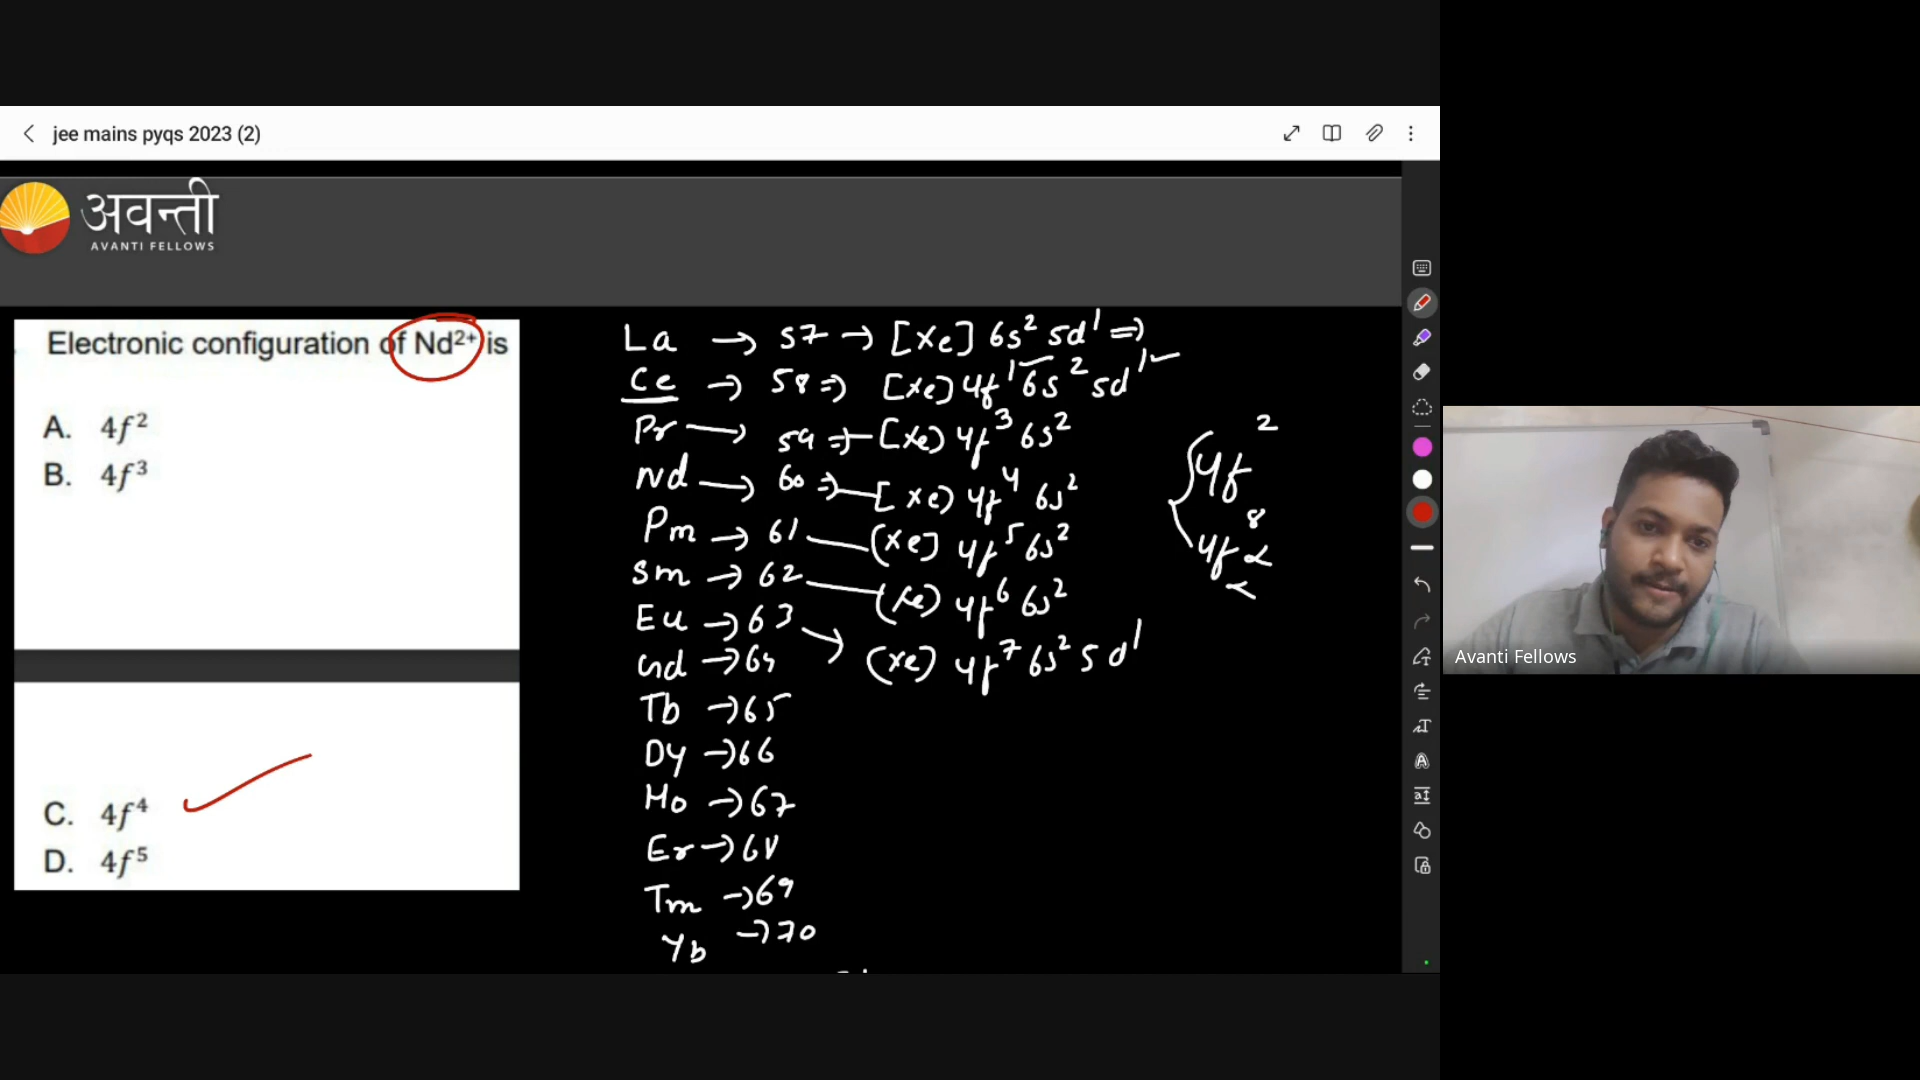 jee mains pyqs 2023 (2)
अवन्ती
AVANTI FELLOWS
Electronic configuration of Nd²⁺ is
A. 4f²
B. 4f³
C. 4f⁴
D. 4f⁵
La → 57 → [Xe] 6s² 5d¹ ⇒
Ce → 58 ⇒ [Xe] 4f¹ 6s² 5d¹
Pr → 59 ⇒ [Xe] 4f³ 6s²
Nd → 60 ⇒ [Xe] 4f⁴ 6s²
Pm → 61 — [Xe] 4f⁵ 6s²
Sm → 62 — (Xe) 4f⁶ 6s²
Eu → 63 → (Xe) 4f⁷ 6s² 5d¹
Gd → 64
Tb → 65
Dy → 66
Ho → 67
Er → 68
Tm → 69
Yb → 70
4f²
4f⁸
Avanti Fellows